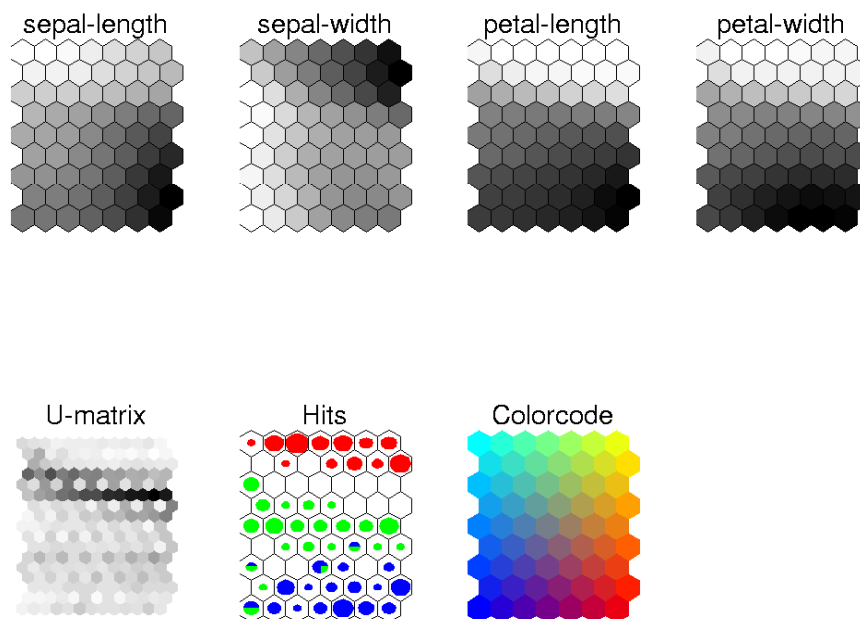 sepal-length
sepal-width
petal-length
petal-width
U-matrix
Hits
Colorcode